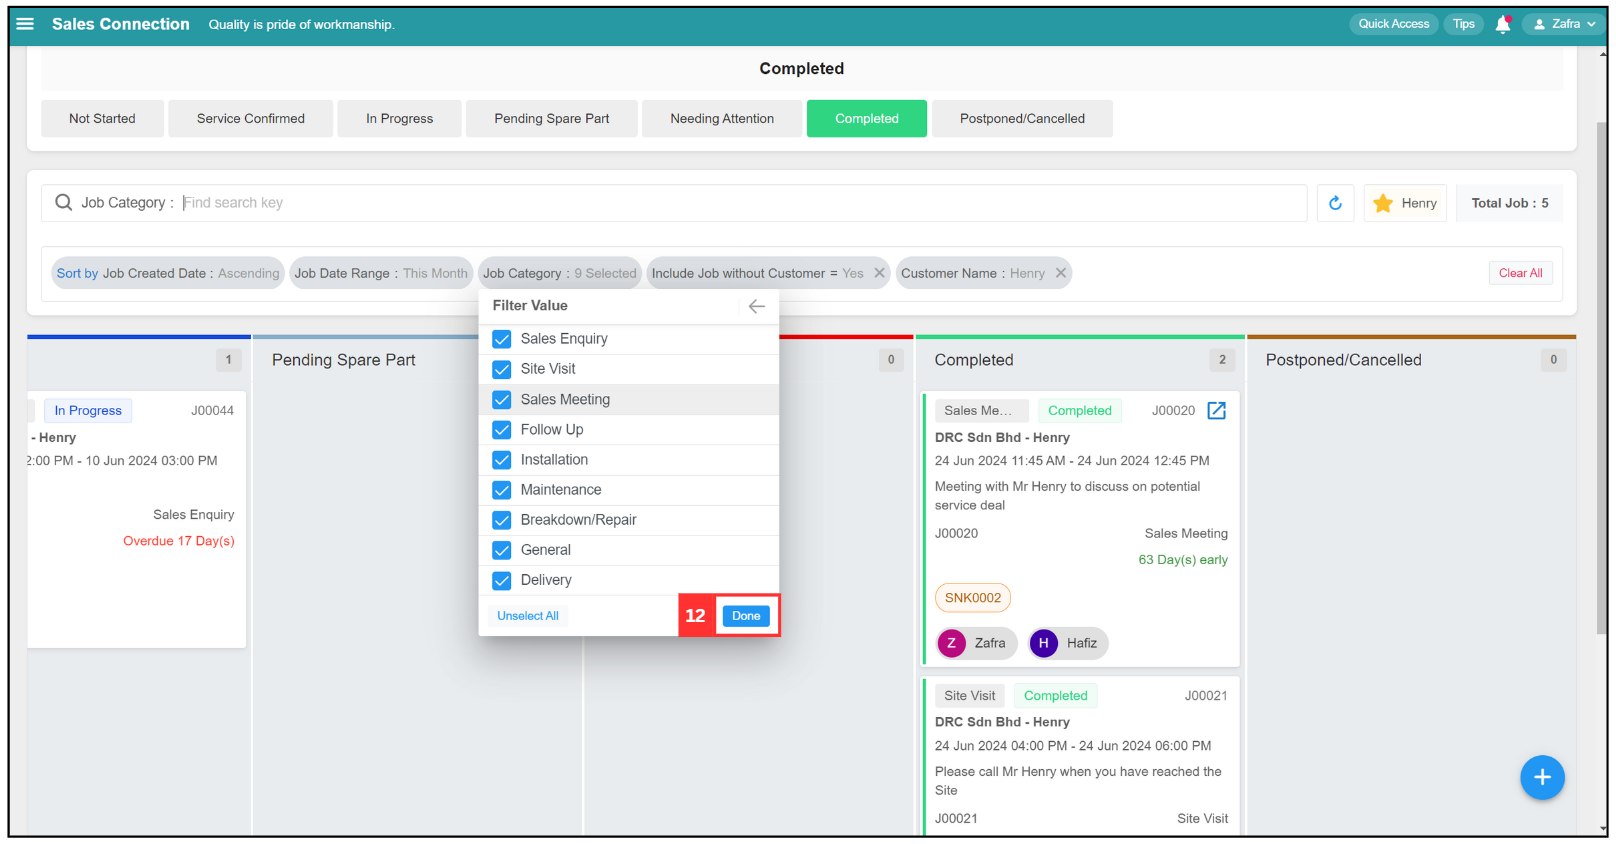 Sales Connection Quality is pride of workmanship. Quick Access Tips Zafra
Completed
Not Started Service Confirmed In Progress Pending Spare Part Needing Attention Completed Postponed/Cancelled
Job Category : Find search key Henry Total Job : 5
Sort by Job Created Date : Ascending Job Date Range : This Month Job Category : 9 Selected Include Job without Customer = Yes Customer Name : Henry Clear All
Filter Value
Sales Enquiry
Site Visit
Sales Meeting
Follow Up
Installation
Maintenance
Breakdown/Repair
General
Delivery
Unselect All 12 Done
1 Pending Spare Part 0 Completed 2 Postponed/Cancelled 0
In Progress J00044
- Henry
2:00 PM - 10 Jun 2024 03:00 PM
Sales Enquiry
Overdue 17 Day(s)
Sales Me... Completed J00020
DRC Sdn Bhd - Henry
24 Jun 2024 11:45 AM - 24 Jun 2024 12:45 PM
Meeting with Mr Henry to discuss on potential
service deal
J00020 Sales Meeting
63 Day(s) early
SNK0002
Z Zafra H Hafiz
Site Visit Completed J00021
DRC Sdn Bhd - Henry
24 Jun 2024 04:00 PM - 24 Jun 2024 06:00 PM
Please call Mr Henry when you have reached the
Site
J00021 Site Visit